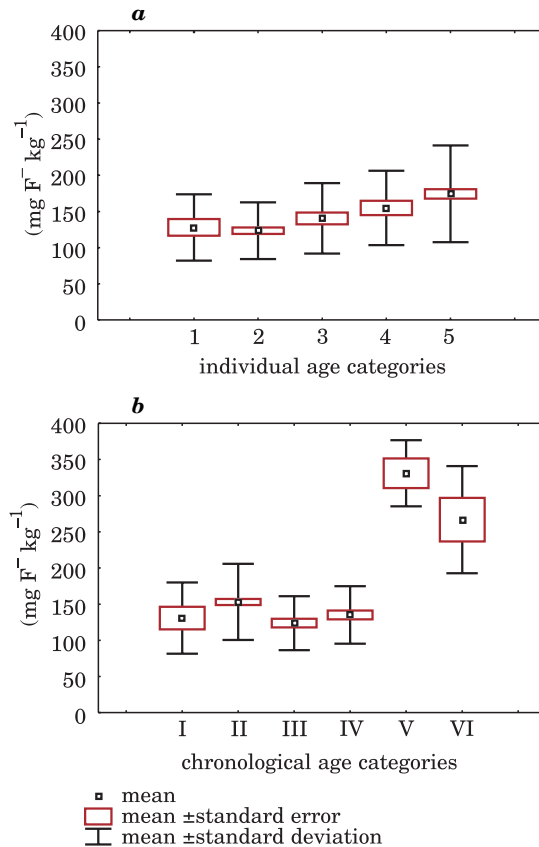 a
400
350
300
250
200
150
100
50
0
(mg F⁻ kg⁻¹)
1 2 3 4 5
individual age categories
b
400
350
300
250
200
150
100
50
0
(mg F⁻ kg⁻¹)
I II III IV V VI
chronological age categories
mean
mean ±standard error
mean ±standard deviation